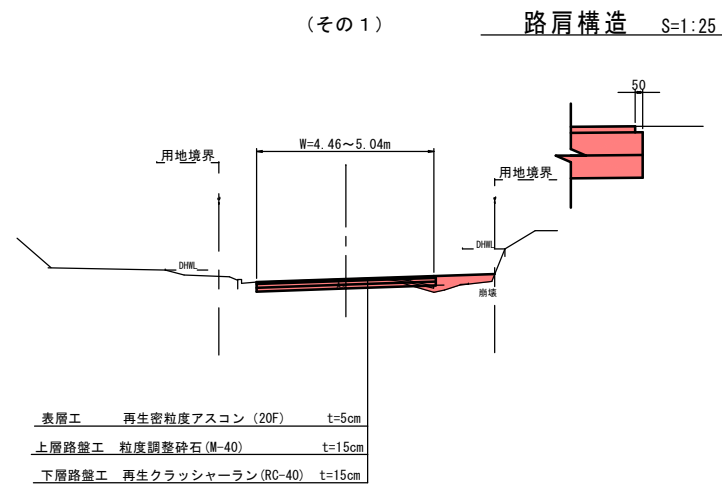 (その1)
路肩構造 S=1:25
50
W=4.46～5.04m
用地境界
用地境界
DHWL
DHWL
崩壊
表層工 再生密粒度アスコン (20F) t=5cm
上層路盤工 粒度調整砕石(M-40) t=15cm
下層路盤工 再生クラッシャーラン(RC-40) t=15cm